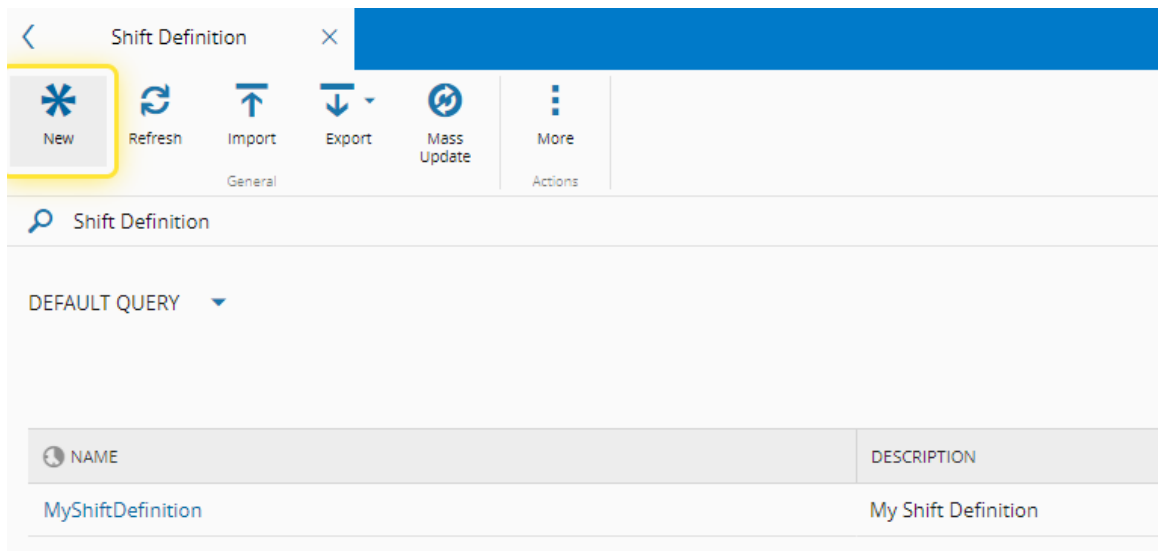 Shift Definition
New
Refresh
Import
Export
Mass
Update
More
General
Actions
Shift Definition
DEFAULT QUERY
NAME
DESCRIPTION
MyShiftDefinition
My Shift Definition